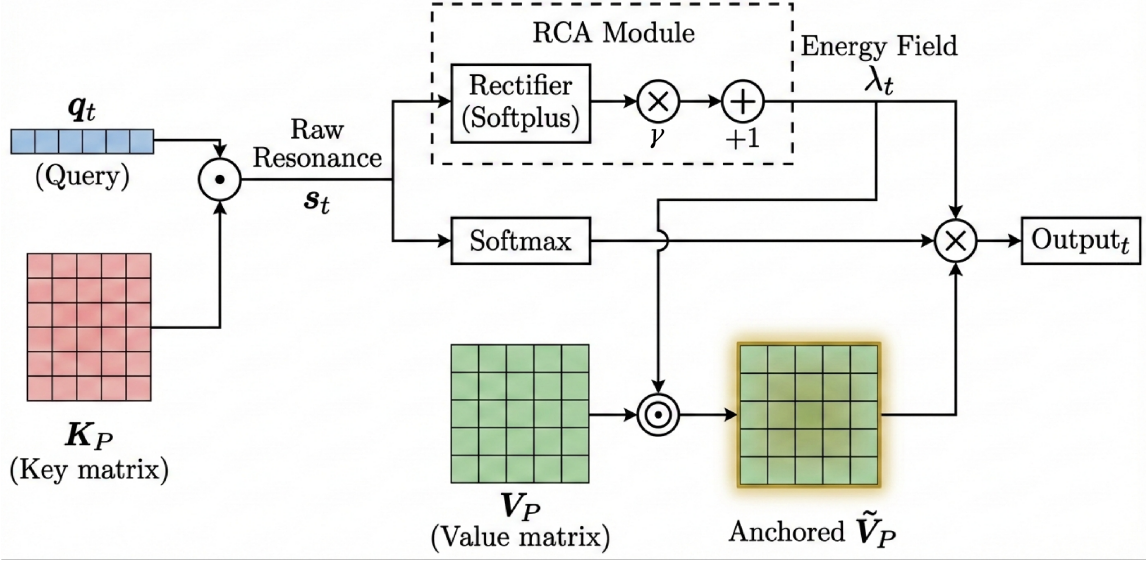 RCA Module
Energy Field
λ_t
Rectifier
(Softplus)
×
γ
+
+1
q_t
(Query)
Raw
Resonance
s_t
Softmax
×
Output_t
K_P
(Key matrix)
V_P
(Value matrix)
Anchored Ṽ_P